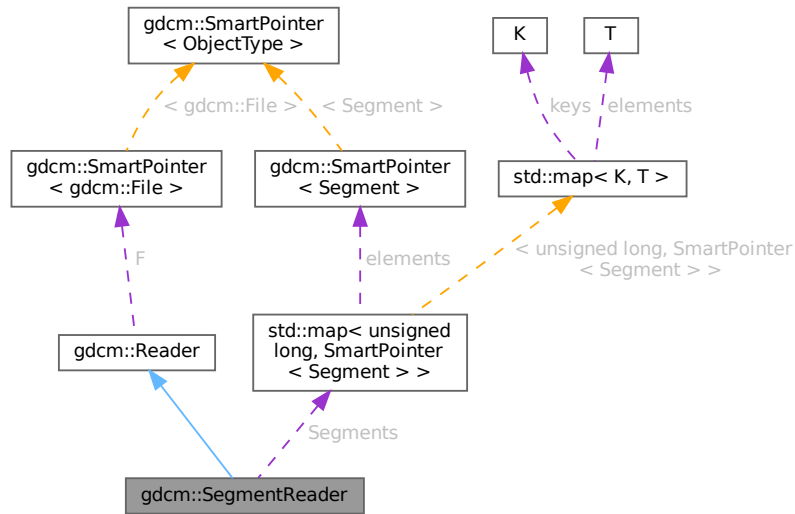 gdcm::SmartPointer
< ObjectType >
K
T
< gdcm::File >
< Segment >
keys
elements
gdcm::SmartPointer
< gdcm::File >
gdcm::SmartPointer
< Segment >
std::map< K, T >
F
elements
< unsigned long, SmartPointer
< Segment > >
gdcm::Reader
std::map< unsigned
long, SmartPointer
< Segment > >
Segments
gdcm::SegmentReader